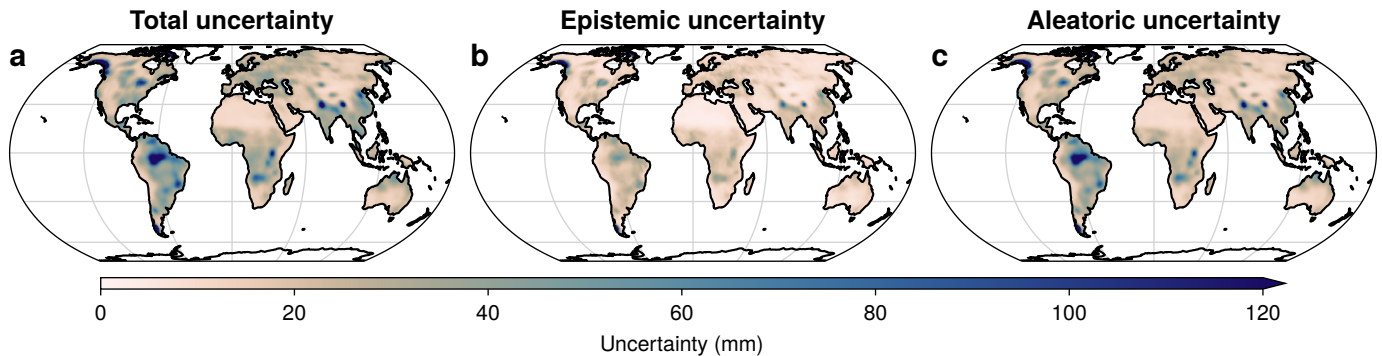 Total uncertainty
Epistemic uncertainty
Aleatoric uncertainty
a
b
c
0 20 40 60 80 100 120
Uncertainty (mm)